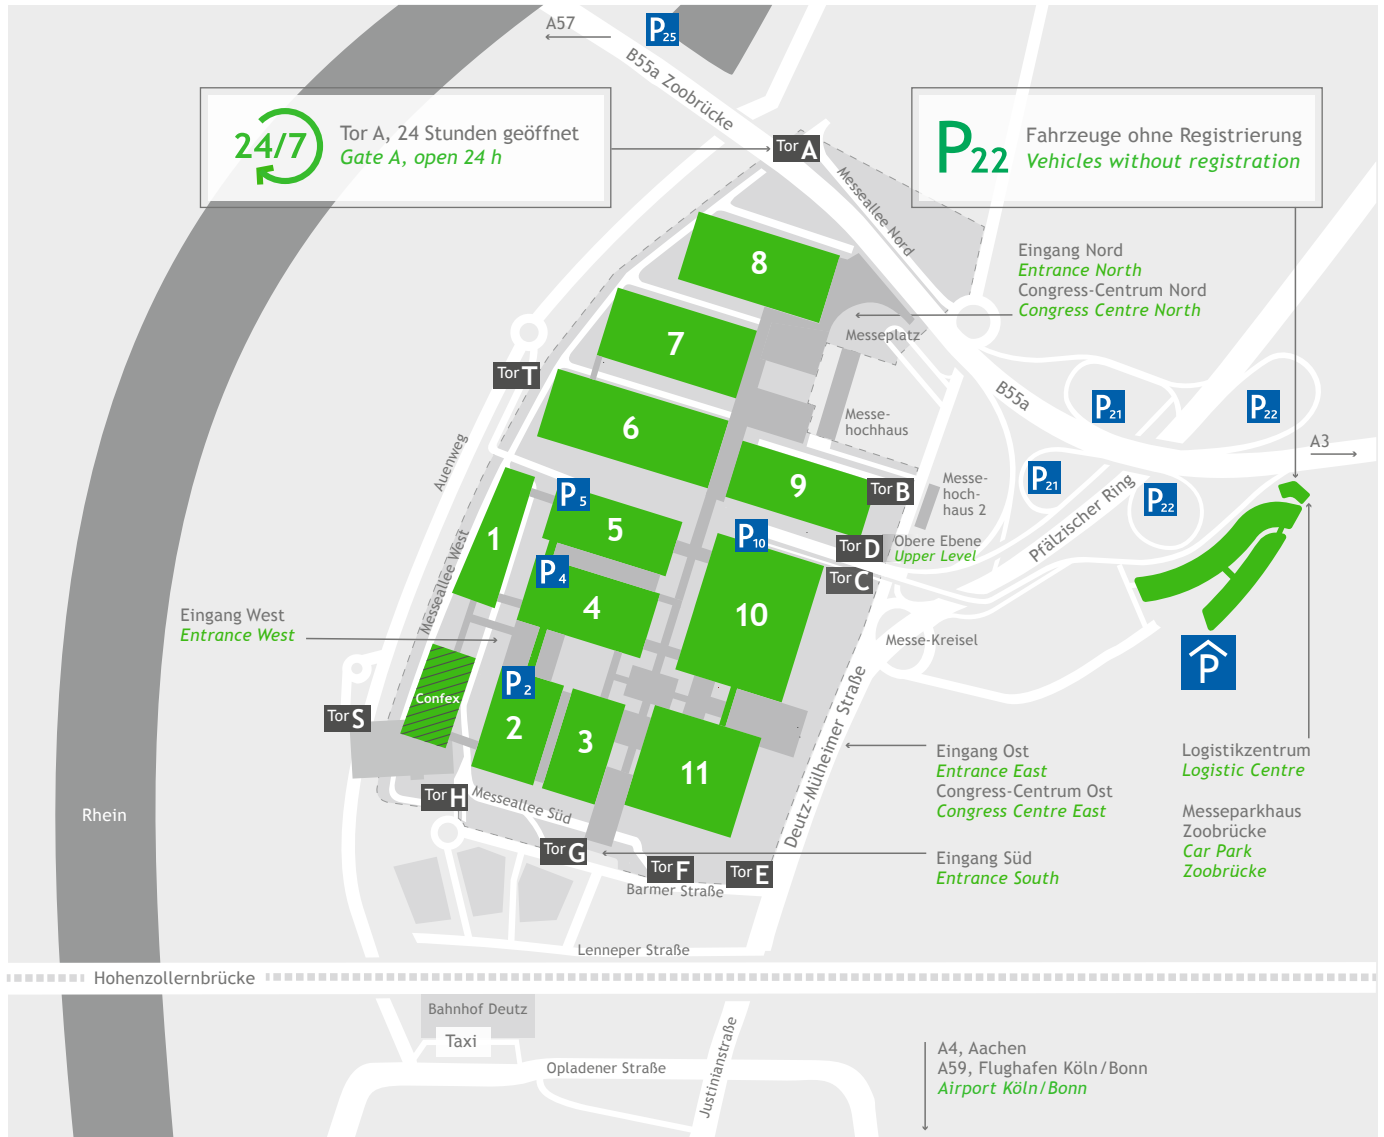 A57
P25
B55a Zoobrücke
24/7
Tor A, 24 Stunden geöffnet
Gate A, open 24 h
Tor A
P22
Fahrzeuge ohne Registrierung
Vehicles without registration
Messeallee Nord
8
Eingang Nord
Entrance North
Congress-Centrum Nord
Congress Centre North
7
Messeplatz
Tor T
B55a
P21
P22
6
Messe-
hochhaus
A3
Auenweg
P21
P22
Pfälzischer Ring
9
Tor B
Messe-
hoch-
haus 2
P5
5
1
P10
Tor D
Obere Ebene
Upper Level
Tor C
P4
4
10
Messeallee West
Eingang West
Entrance West
Messe-Kreisel
P
P2
Confex
2
3
11
Tor S
Deutz-Mülheimer Straße
Eingang Ost
Entrance East
Congress-Centrum Ost
Congress Centre East
Logistikzentrum
Logistic Centre
Messeparkhaus
Zoobrücke
Car Park
Zoobrücke
Rhein
Tor H
Messeallee Süd
Tor G
Tor F
Tor E
Eingang Süd
Entrance South
Barmer Straße
Lenneper Straße
Hohenzollernbrücke
Bahnhof Deutz
Taxi
Opladener Straße
Justinianstraße
A4, Aachen
A59, Flughafen Köln/Bonn
Airport Köln/Bonn